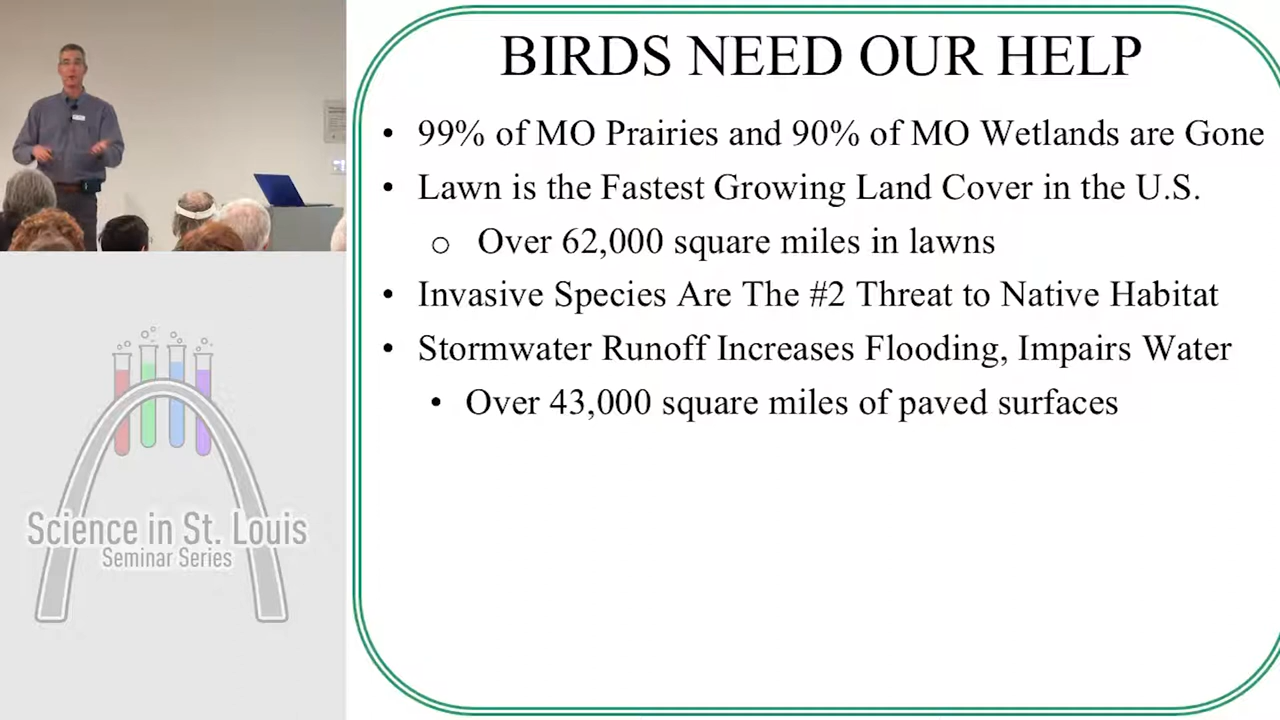 BIRDS NEED OUR HELP
• 99% of MO Prairies and 90% of MO Wetlands are Gone
• Lawn is the Fastest Growing Land Cover in the U.S.
o Over 62,000 square miles in lawns
• Invasive Species Are The #2 Threat to Native Habitat
• Stormwater Runoff Increases Flooding, Impairs Water
• Over 43,000 square miles of paved surfaces
Science in St. Louis
Seminar Series